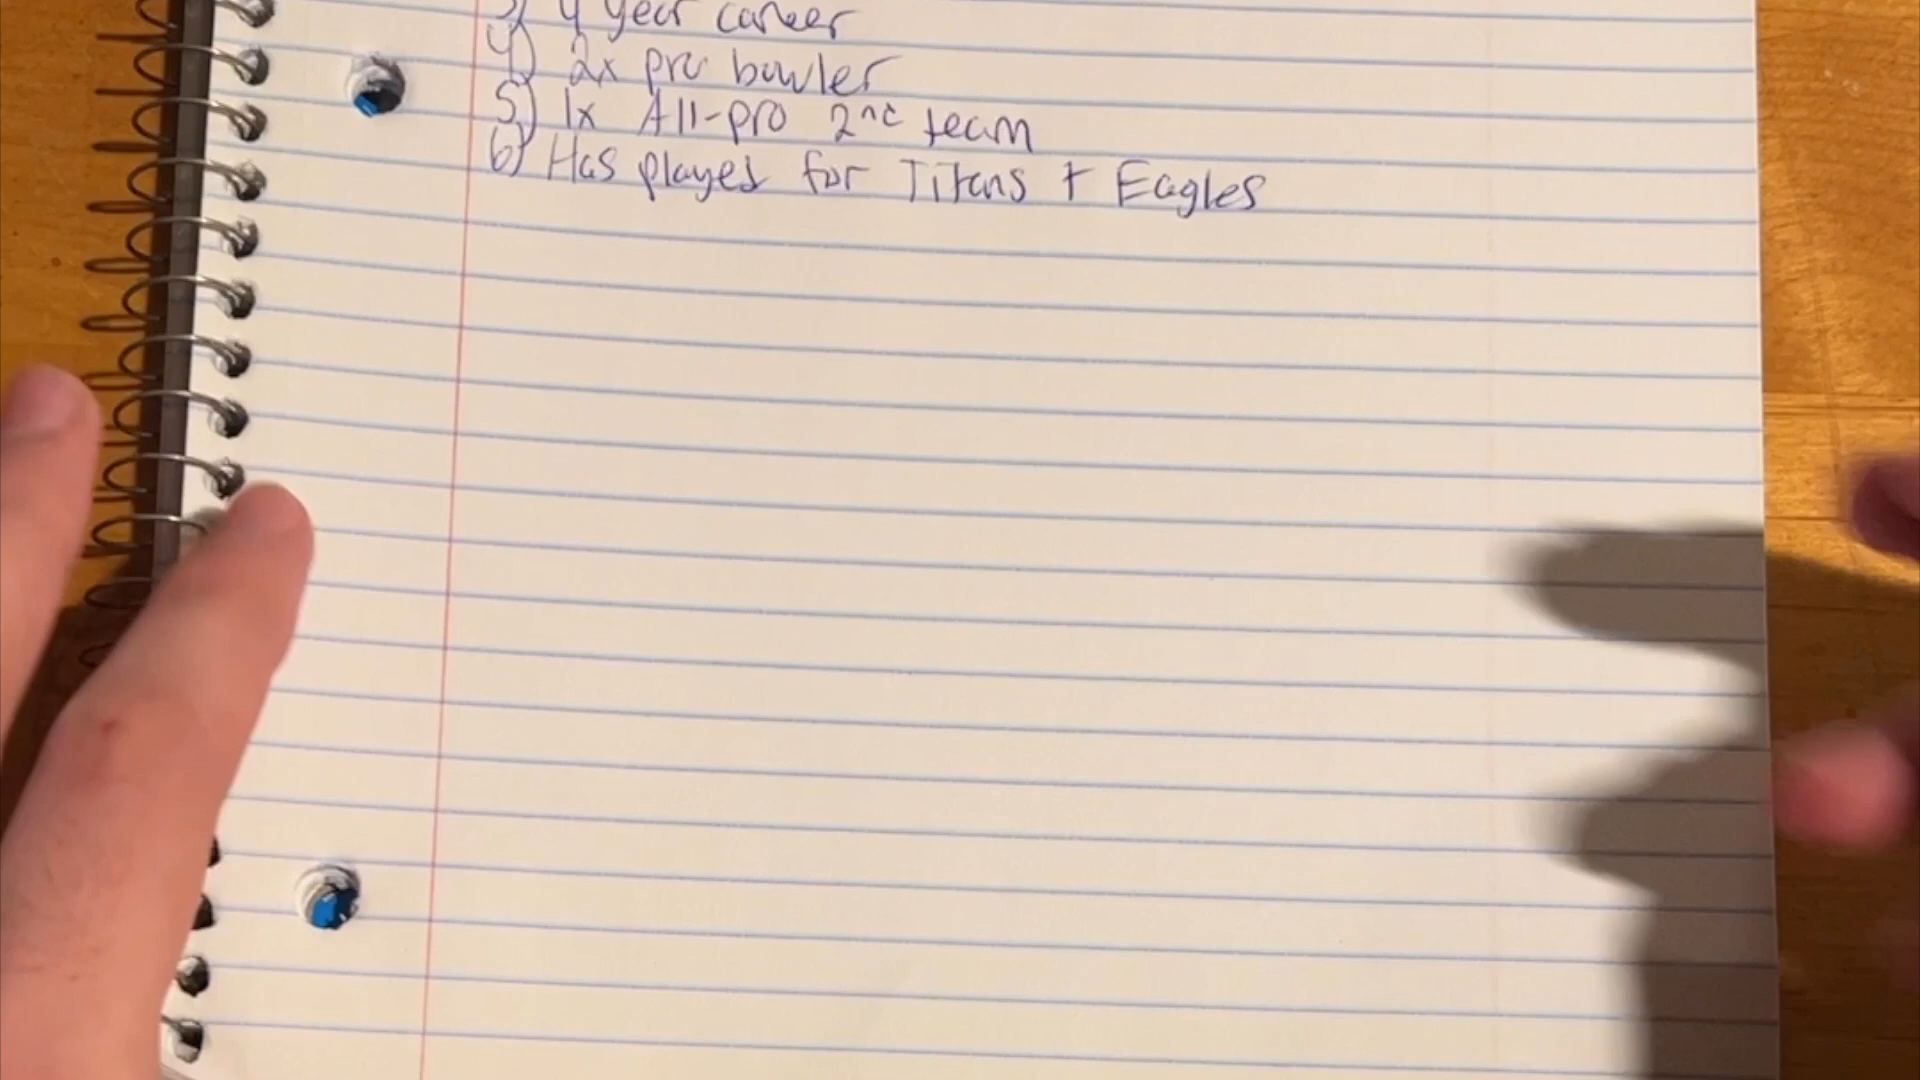 3) 4 year career
4) 2x pro bowler
5) 1x All-pro 2nd team
6) Has played for Titans + Eagles